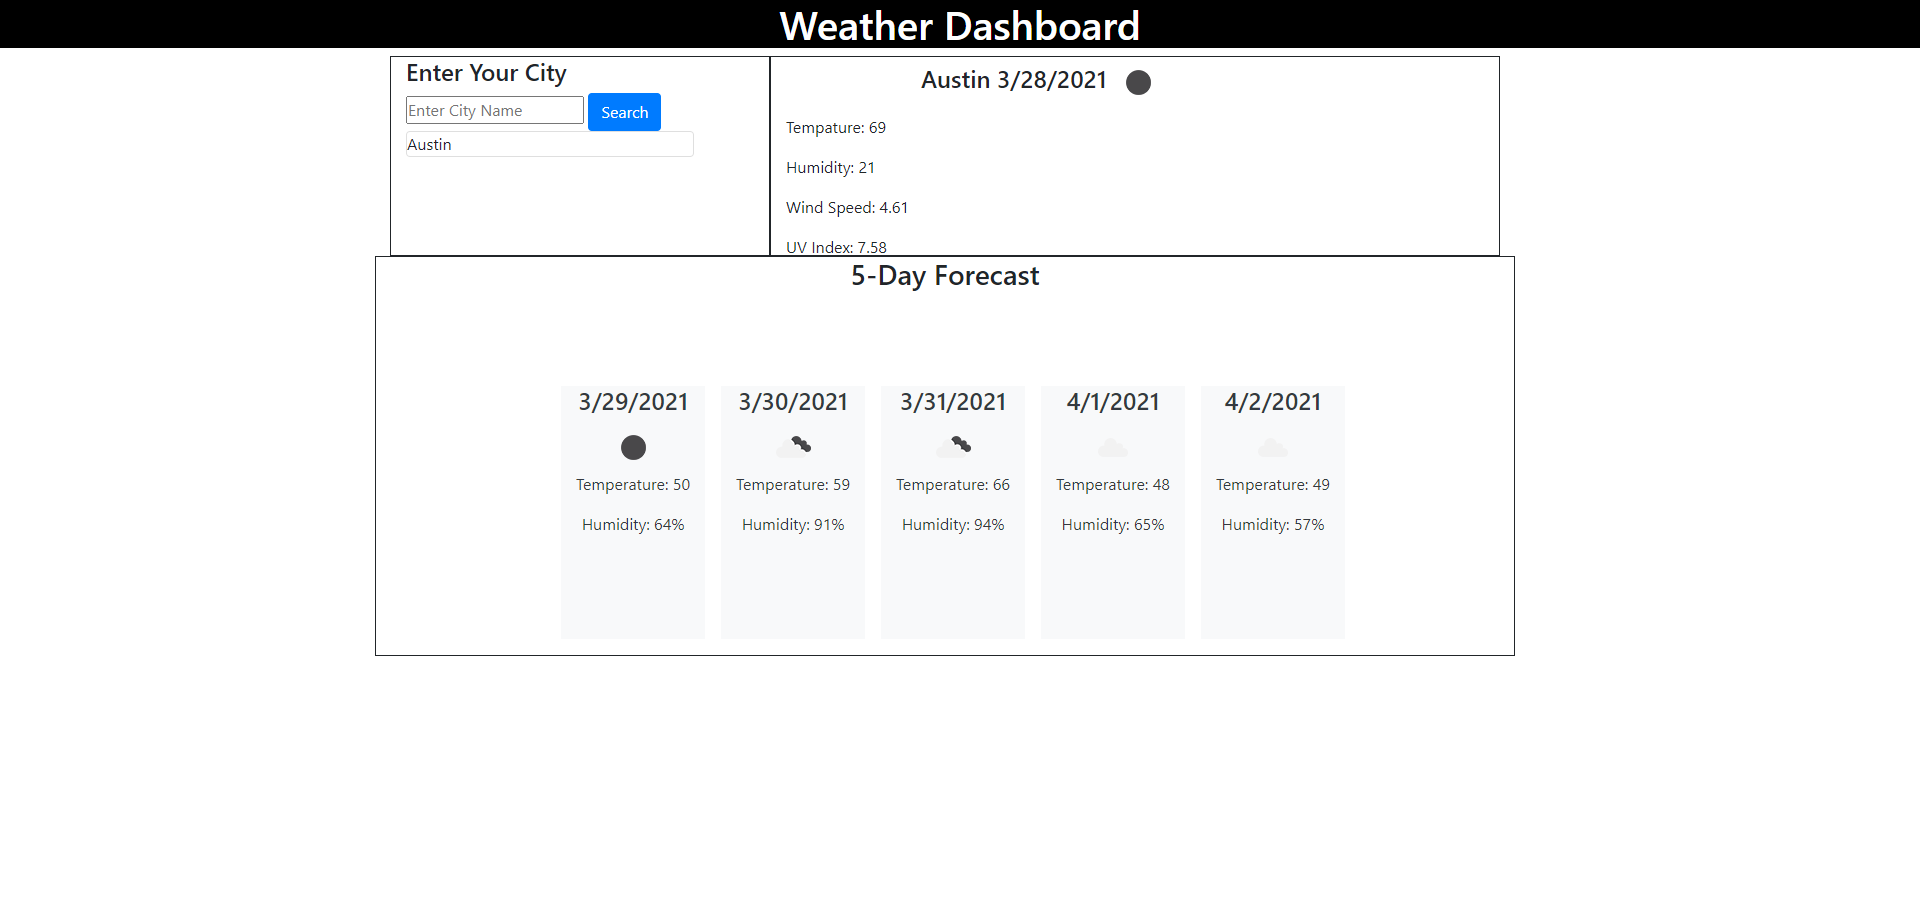 Weather Dashboard
Enter Your City
Enter City Name
Search
Austin
Austin 3/28/2021
Tempature: 69
Humidity: 21
Wind Speed: 4.61
UV Index: 7.58
5-Day Forecast
3/29/2021
Temperature: 50
Humidity: 64%
3/30/2021
Temperature: 59
Humidity: 91%
3/31/2021
Temperature: 66
Humidity: 94%
4/1/2021
Temperature: 48
Humidity: 65%
4/2/2021
Temperature: 49
Humidity: 57%